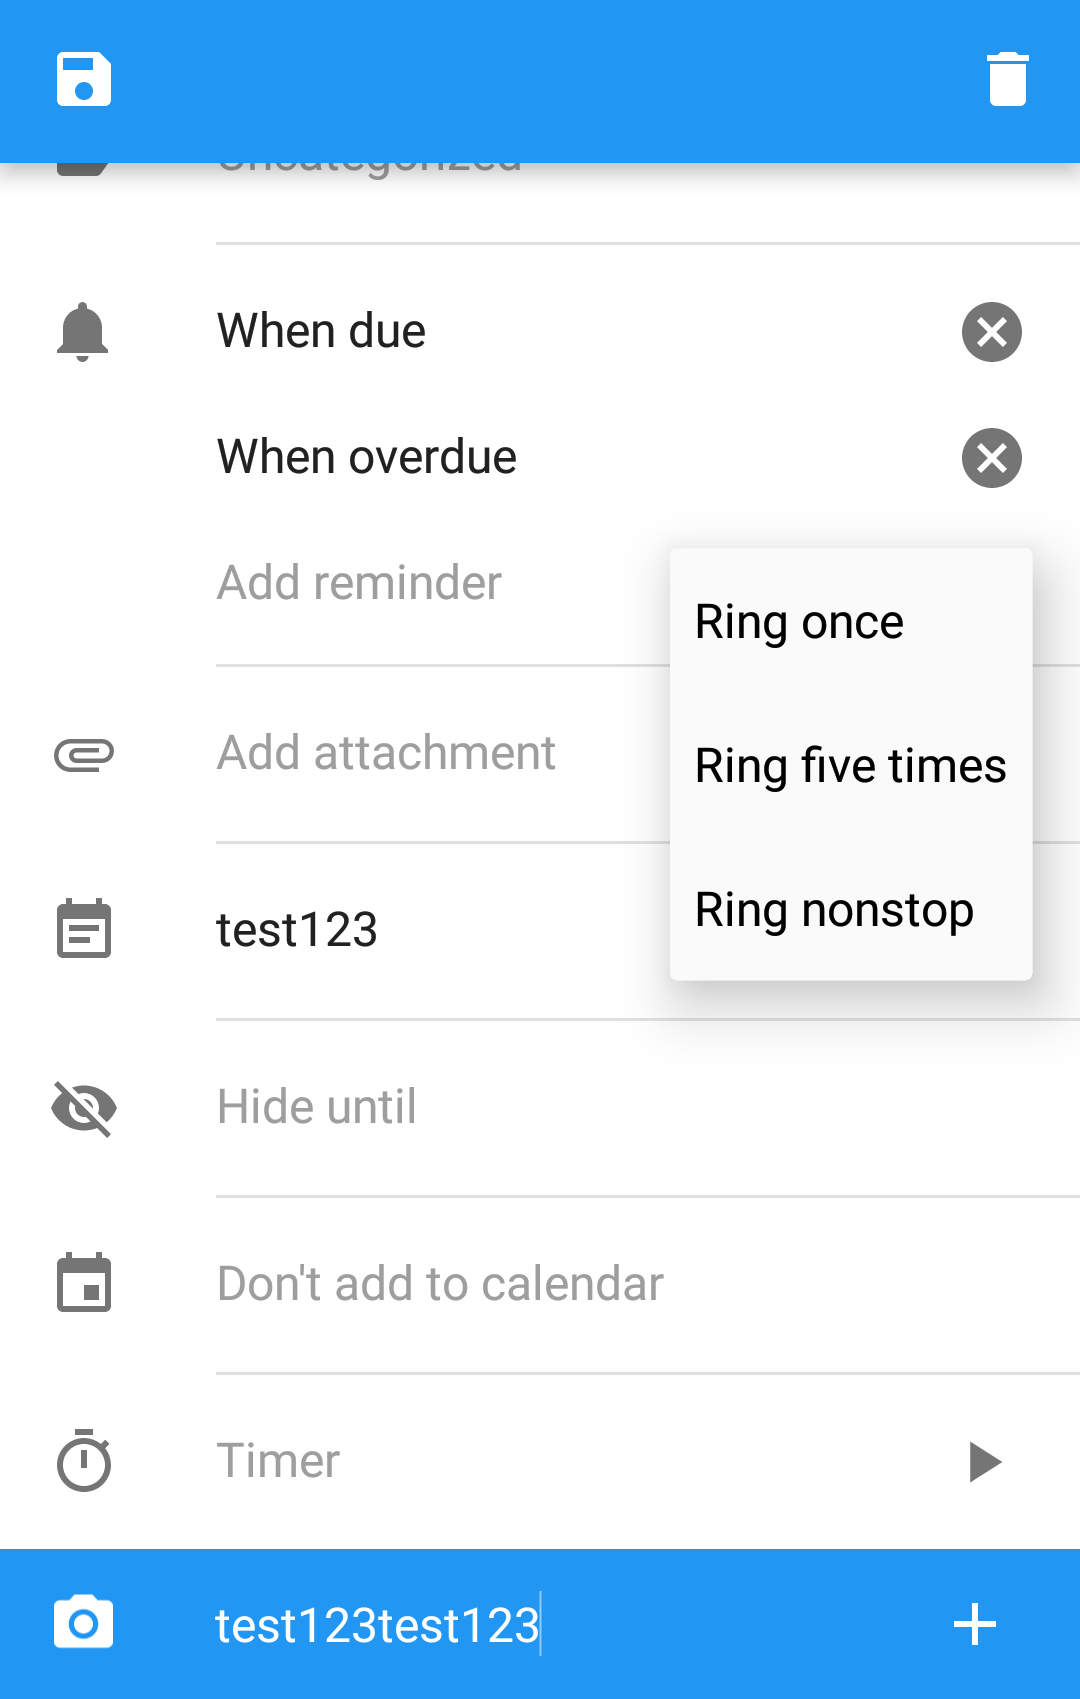 Uncategorized
When due
When overdue
Add reminder
Ring once
Ring five times
Ring nonstop
Add attachment
test123
Hide until
Don't add to calendar
Timer
test123test123